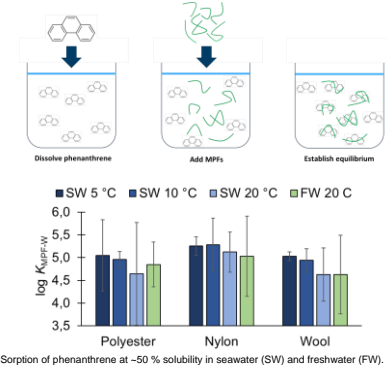 Dissolve phenanthrene
Add MPFs
Establish equilibrium
SW 5 °C SW 10 °C SW 20 °C FW 20 C
log KMPF-W
6,0
5,5
5,0
4,5
4,0
3,5
Polyester Nylon Wool
Sorption of phenanthrene at ~50 % solubility in seawater (SW) and freshwater (FW).